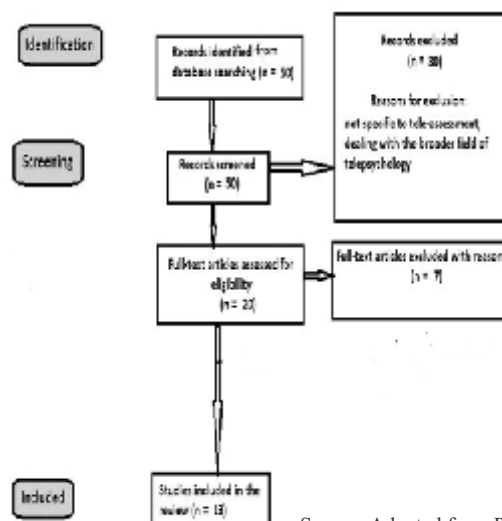 Identification
Records identified from
database searching (n = 50)
Records excluded
(n = 30)
Reasons for exclusion:
not specific to tele-assessment,
dealing with the broader field of
telepsychology
Screening
Records screened
(n = 50)
Full-text articles assessed for
eligibility
(n = 20)
Full-text articles excluded with reason
(n = 7)
Included
Studies included in the
review (n = 13)
Adapted